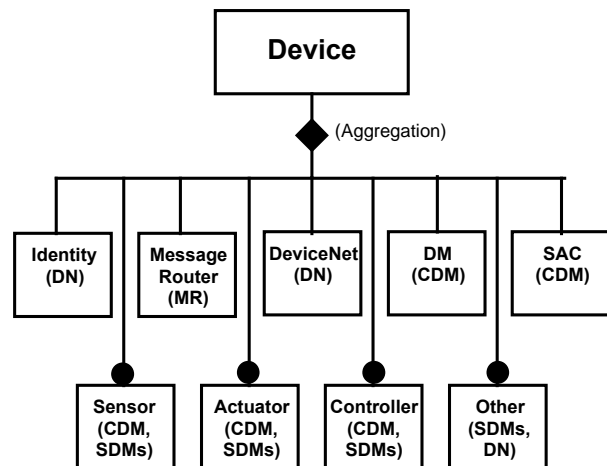 Device
(Aggregation)
Identity
(DN)
Message
Router
(MR)
DeviceNet
(DN)
DM
(CDM)
SAC
(CDM)
Sensor
(CDM,
SDMs)
Actuator
(CDM,
SDMs)
Controller
(CDM,
SDMs)
Other
(SDMs,
DN)